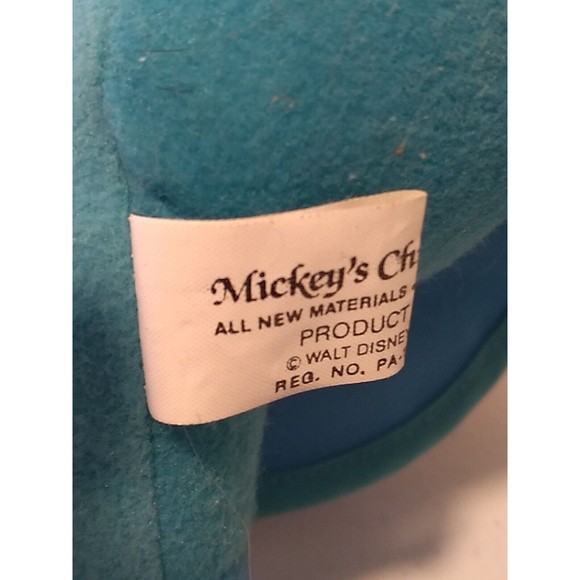 Mickey's Ch
ALL NEW MATERIALS
PRODUCT
© WALT DISNEY
REG. NO. PA-